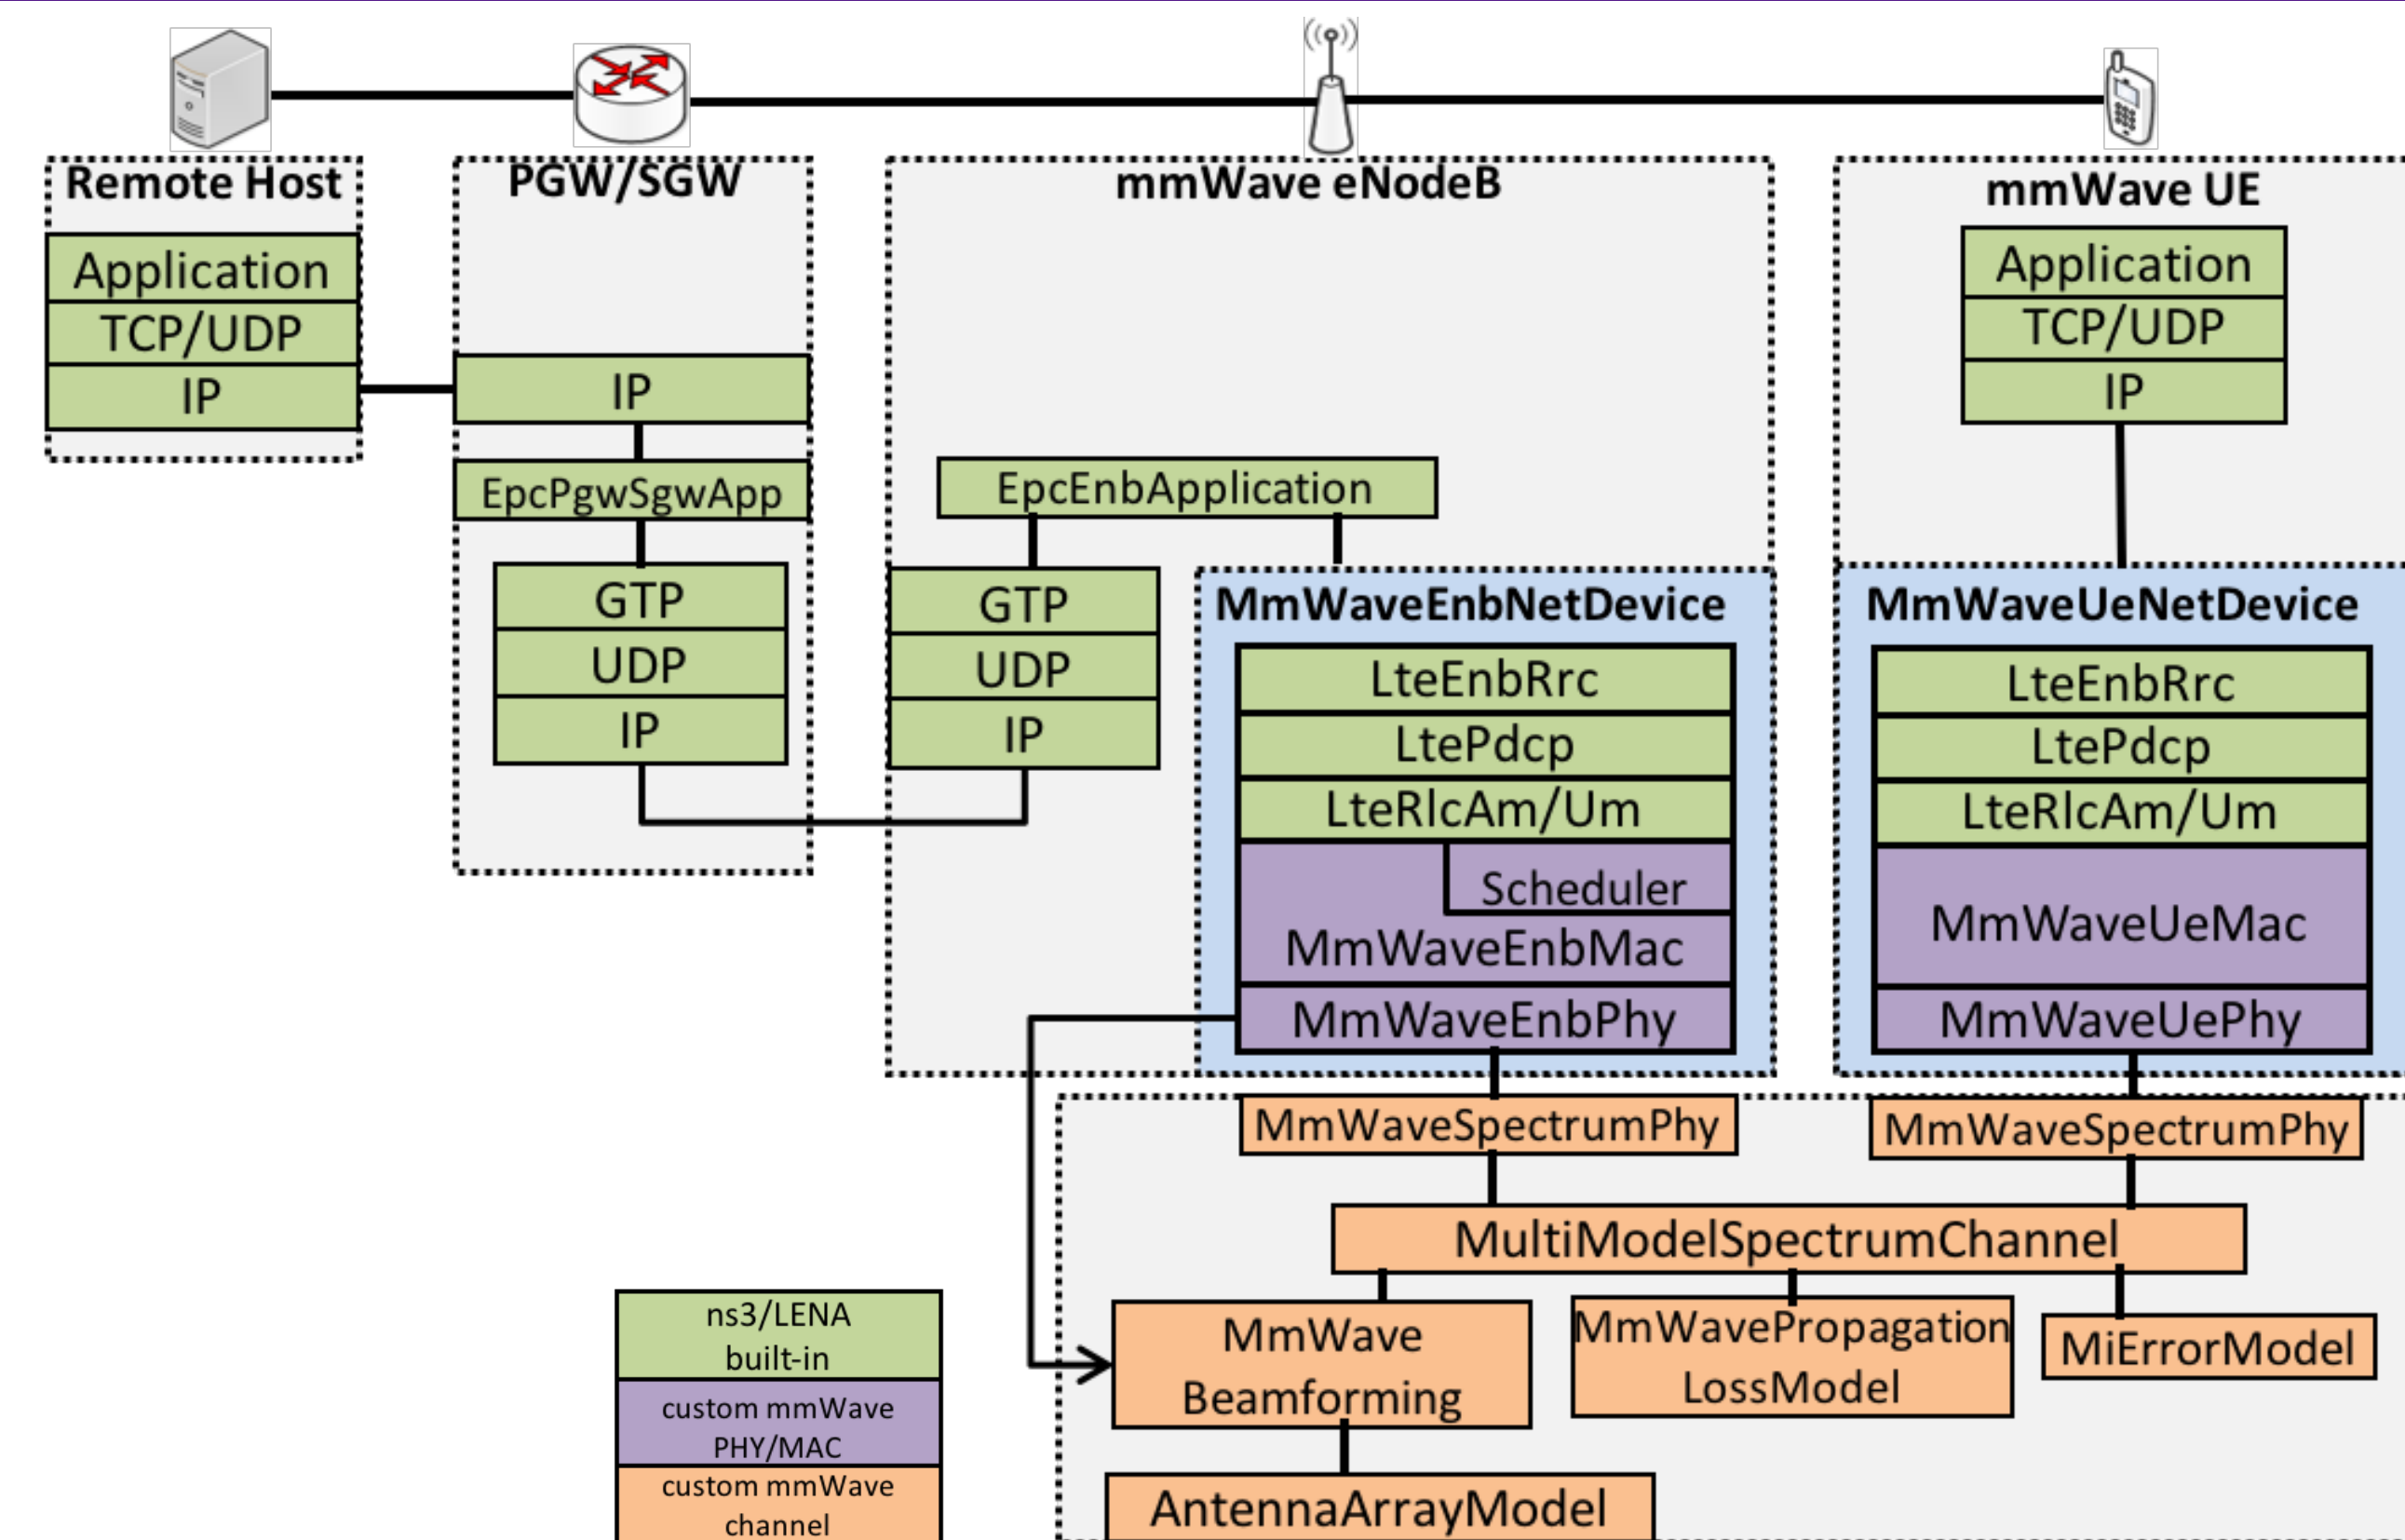 Remote Host
Application
TCP/UDP
IP
PGW/SGW
IP
EpcPgwSgwApp
GTP
UDP
IP
mmWave eNodeB
EpcEnbApplication
GTP
UDP
IP
MmWaveEnbNetDevice
LteEnbRrc
LtePdcp
LteRlcAm/Um
Scheduler
MmWaveEnbMac
MmWaveEnbPhy
mmWave UE
Application
TCP/UDP
IP
MmWaveUeNetDevice
LteEnbRrc
LtePdcp
LteRlcAm/Um
MmWaveUeMac
MmWaveUePhy
MmWaveSpectrumPhy
MmWaveSpectrumPhy
MultiModelSpectrumChannel
MmWave
Beamforming
MmWavePropagation
LossModel
MiErrorModel
AntennaArrayModel
ns3/LENA
built-in
custom mmWave
PHY/MAC
custom mmWave
channel